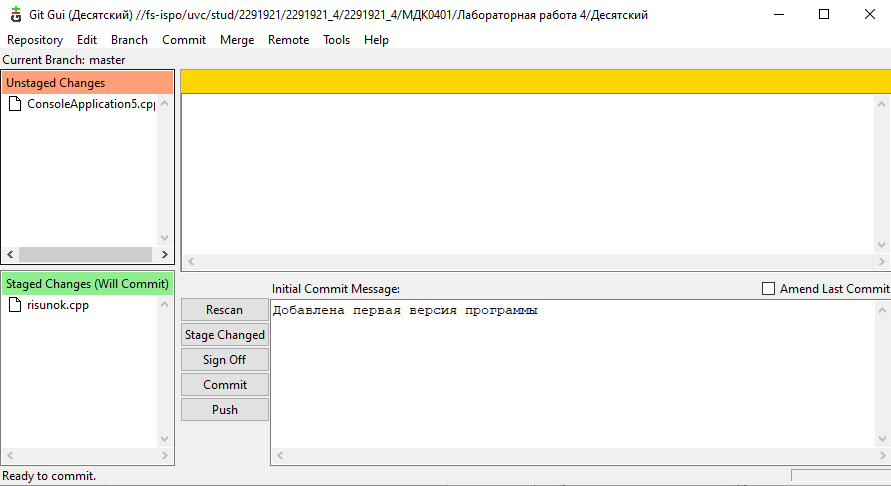 Git Gui (Десятский) //fs-ispo/uvc/stud/2291921/2291921_4/2291921_4/МДК0401/Лабораторная работа 4/Десятский
Repository Edit Branch Commit Merge Remote Tools Help
Current Branch: master
Unstaged Changes
ConsoleApplication5.cpp
Staged Changes (Will Commit)
risunok.cpp
Initial Commit Message:
Amend Last Commit
Rescan
Stage Changed
Sign Off
Commit
Push
Добавлена первая версия программы
Ready to commit.